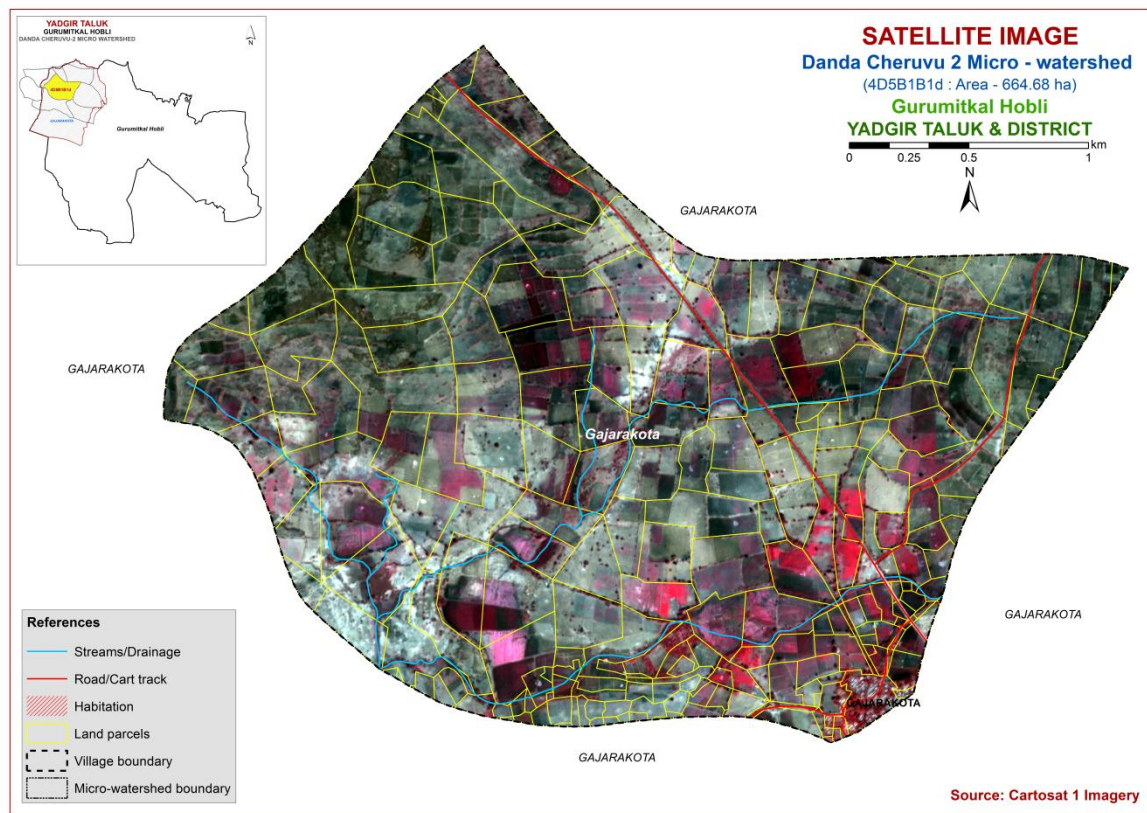 YADGIR TALUK
GURUMITKAL HOBLI
DANDA CHERUVU-2 MICRO WATERSHED
N
4D5B1B1d
GAJARKOTA
Gurumitkal Hobli
SATELLITE IMAGE
Danda Cheruvu 2 Micro - watershed
(4D5B1B1d : Area - 664.68 ha)
Gurumitkal Hobli
YADGIR TALUK & DISTRICT
km
0 0.25 0.5 1
N
GAJARAKOTA
GAJARAKOTA
Gajarakota
GAJARAKOTA
GAJARAKOTA
GAJARAKOTA
References
Streams/Drainage
Road/Cart track
Habitation
Land parcels
Village boundary
Micro-watershed boundary
Source: Cartosat 1 Imagery